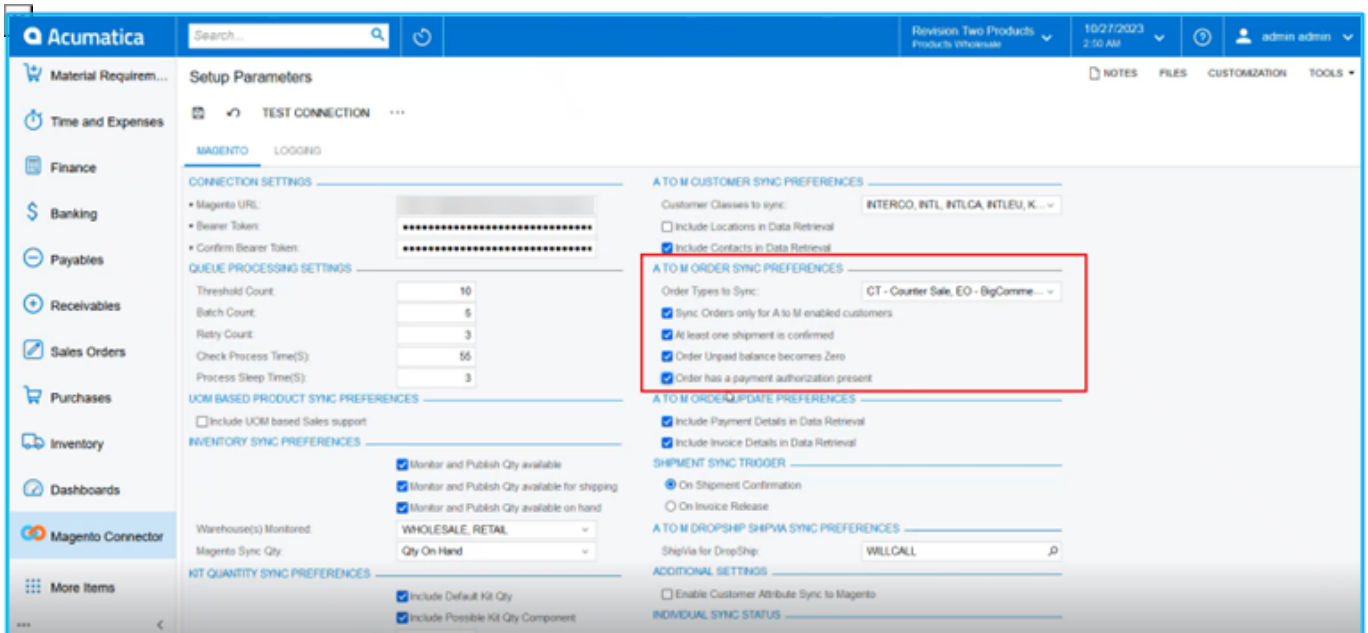 Acumatica
Search...
Revision Two Products
Products Wholesale
10/27/2023
2:50 AM
admin admin
Material Requirem...
Time and Expenses
Finance
Banking
Payables
Receivables
Sales Orders
Purchases
Inventory
Dashboards
Magento Connector
More Items
Setup Parameters
NOTES FILES CUSTOMIZATION TOOLS
TEST CONNECTION ...
MAGENTO LOGGING
CONNECTION SETTINGS
• Magento URL:
• Bearer Token:
• Confirm Bearer Token:
QUEUE PROCESSING SETTINGS
Threshold Count: 10
Batch Count: 5
Retry Count: 3
Check Process Time(S): 55
Process Sleep Time(S): 3
UOM BASED PRODUCT SYNC PREFERENCES
Include UOM based Sales support
INVENTORY SYNC PREFERENCES
Monitor and Publish Qty available
Monitor and Publish Qty available for shipping
Monitor and Publish Qty available on hand
Warehouse(s) Monitored: WHOLESALE, RETAIL
Magento Sync Qty: Qty On Hand
KIT QUANTITY SYNC PREFERENCES
Include Default Kit Qty
Include Possible Kit Qty Component
A TO M CUSTOMER SYNC PREFERENCES
Customer Classes to sync: INTERCO, INTL, INTLCA, INTLEU, K...
Include Locations in Data Retrieval
Include Contacts in Data Retrieval
A TO M ORDER SYNC PREFERENCES
Order Types to Sync: CT - Counter Sale, EO - BigComme...
Sync Orders only for A to M enabled customers
At least one shipment is confirmed
Order Unpaid balance becomes Zero
Order has a payment authorization present
A TO M ORDER UPDATE PREFERENCES
Include Payment Details in Data Retrieval
Include Invoice Details in Data Retrieval
SHIPMENT SYNC TRIGGER
On Shipment Confirmation
On Invoice Release
A TO M DROPSHIP SHIPVIA SYNC PREFERENCES
ShipVia for DropShip: WILLCALL
ADDITIONAL SETTINGS
Enable Customer Attribute Sync to Magento
INDIVIDUAL SYNC STATUS